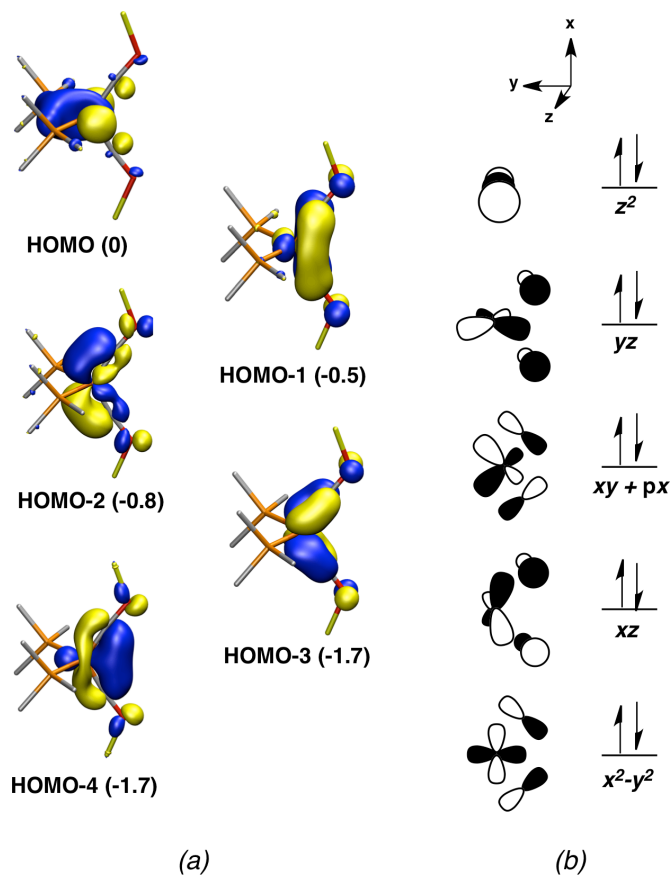 x
y
z
z2
HOMO (0)
yz
HOMO-1 (-0.5)
HOMO-2 (-0.8)
xy + px
xz
HOMO-3 (-1.7)
HOMO-4 (-1.7)
x2-y2
(a)
(b)